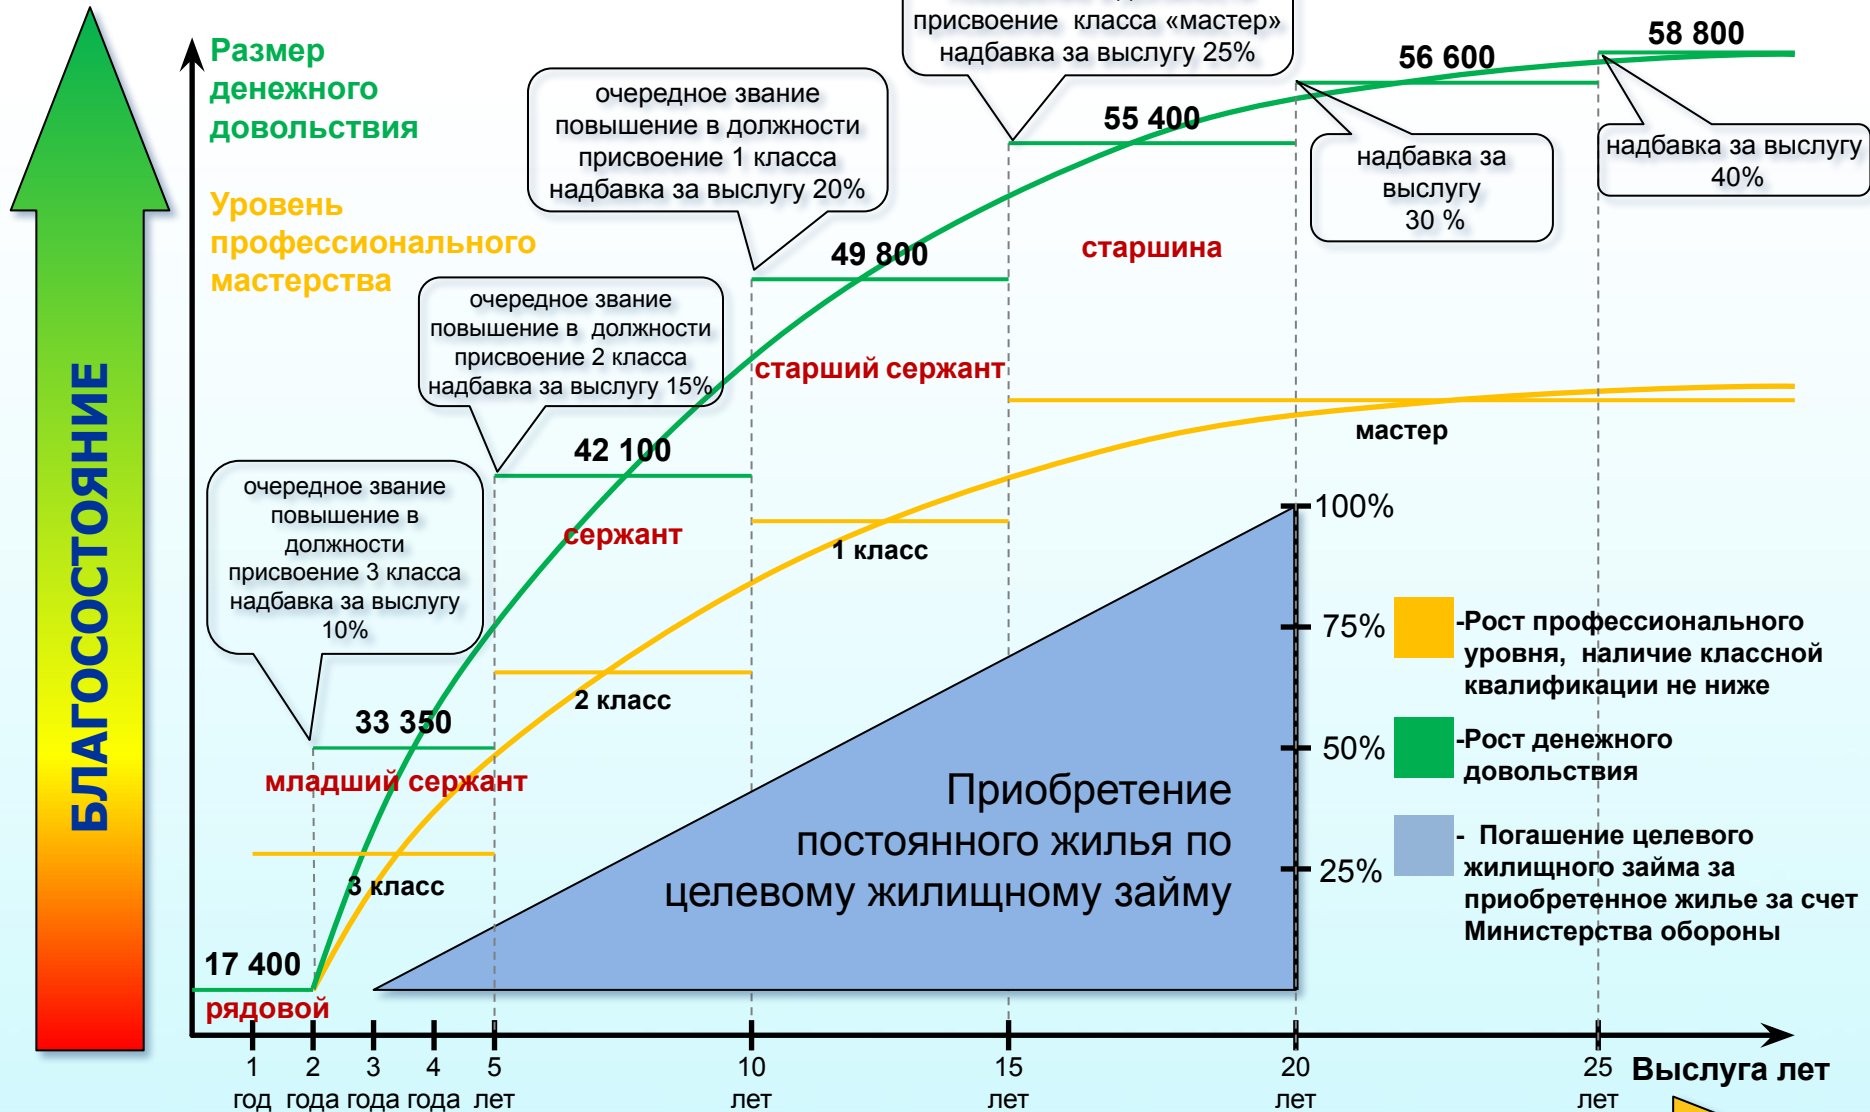 присвоение класса «мастер»
надбавка за выслугу 25%
Размер
денежного
довольствия
Уровень
профессионального
мастерства
БЛАГОСОСТОЯНИЕ
очередное звание
повышение в должности
присвоение 1 класса
надбавка за выслугу 20%
очередное звание
повышение в должности
присвоение 2 класса
надбавка за выслугу 15%
очередное звание
повышение в
должности
присвоение 3 класса
надбавка за выслугу
10%
надбавка за
выслугу
30 %
надбавка за выслугу
40%
58 800
56 600
55 400
49 800
42 100
33 350
17 400
старшина
старший сержант
сержант
младший сержант
рядовой
мастер
1 класс
2 класс
3 класс
100%
75%
50%
25%
Приобретение
постоянного жилья по
целевому жилищному займу
-Рост профессионального
уровня, наличие классной
квалификации не ниже
-Рост денежного
довольствия
- Погашение целевого
жилищного займа за
приобретенное жилье за счет
Министерства обороны
1 2 3 4 5 10 15 20 25 Выслуга лет
год года года года лет лет лет лет лет